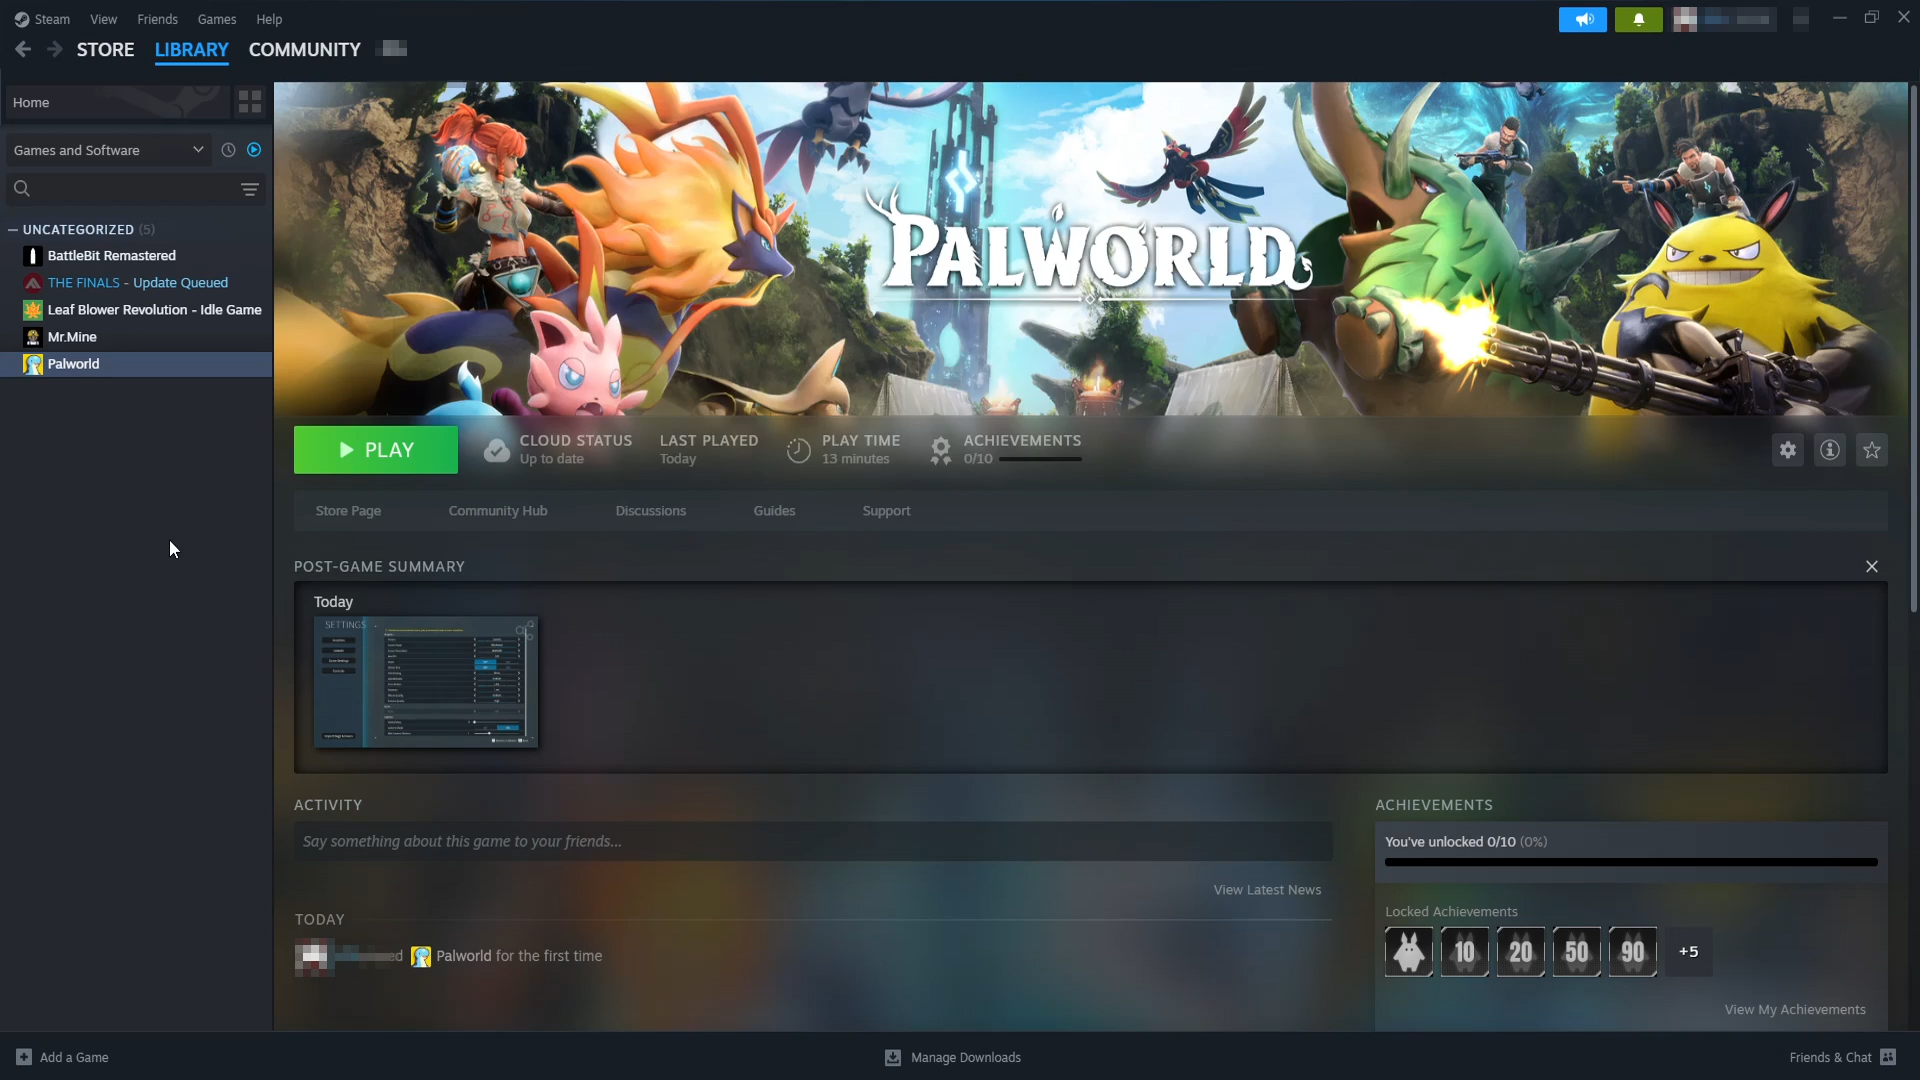 Steam View Friends Games Help
STORE LIBRARY COMMUNITY
Home
Games and Software
UNCATEGORIZED (5)
BattleBit Remastered
THE FINALS - Update Queued
Leaf Blower Revolution - Idle Game
Mr.Mine
Palworld
PALWORLD
PLAY
CLOUD STATUS
Up to date
LAST PLAYED
Today
PLAY TIME
13 minutes
ACHIEVEMENTS
0/10
Store Page Community Hub Discussions Guides Support
POST-GAME SUMMARY
Today
SETTINGS
ACTIVITY
Say something about this game to your friends...
View Latest News
TODAY
Palworld for the first time
ACHIEVEMENTS
You've unlocked 0/10 (0%)
Locked Achievements
10 20 50 90 +5
View My Achievements
Add a Game
Manage Downloads
Friends & Chat